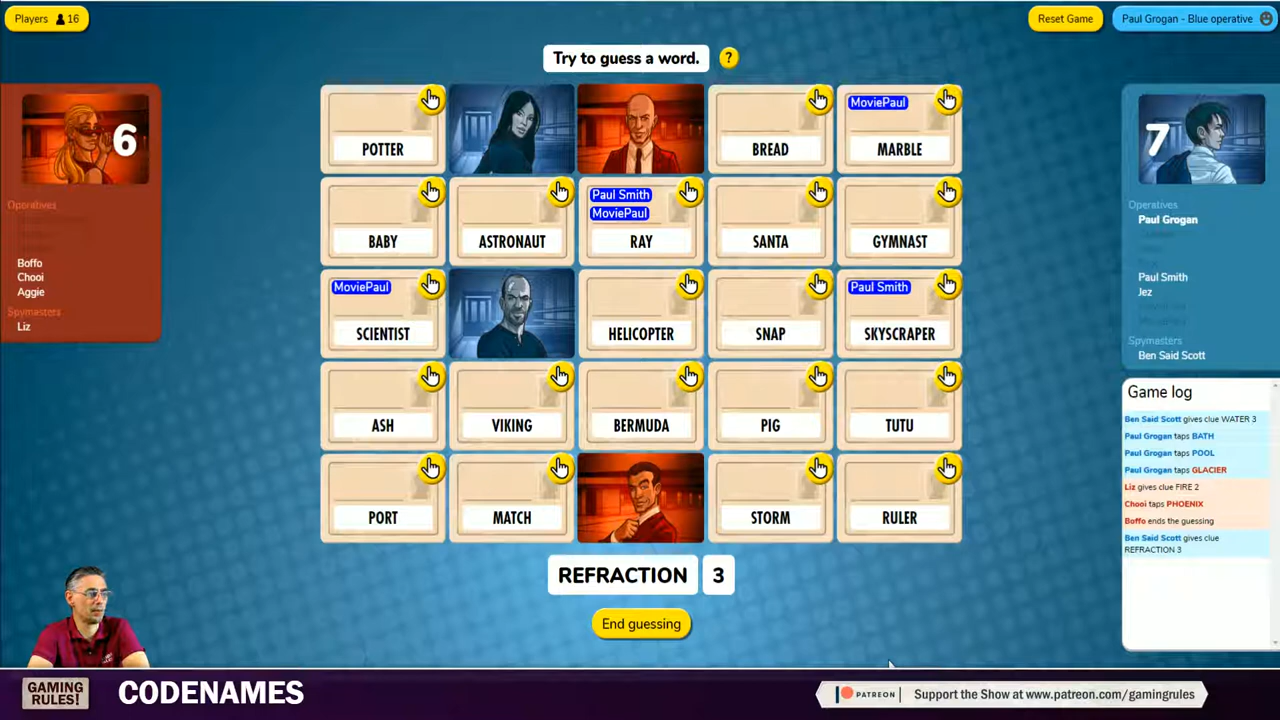 Players 16
Reset Game
Paul Grogan - Blue operative
Try to guess a word. ?
6
Operatives
Boffo
Chooi
Aggie
Spymasters
Liz
POTTER
BREAD
MoviePaul
MARBLE
BABY
ASTRONAUT
Paul Smith
MoviePaul
RAY
SANTA
GYMNAST
MoviePaul
SCIENTIST
HELICOPTER
SNAP
Paul Smith
SKYSCRAPER
ASH
VIKING
BERMUDA
PIG
TUTU
PORT
MATCH
STORM
RULER
REFRACTION 3
End guessing
7
Operatives
Paul Grogan
Paul Smith
Jez
Spymasters
Ben Said Scott
Game log
Ben Said Scott gives clue WATER 3
Paul Grogan taps BATH
Paul Grogan taps POOL
Paul Grogan taps GLACIER
Liz gives clue FIRE 2
Chooi taps PHOENIX
Boffo ends the guessing
Ben Said Scott gives clue
REFRACTION 3
GAMING
RULES!
CODENAMES
PATREON
Support the Show at www.patreon.com/gamingrules